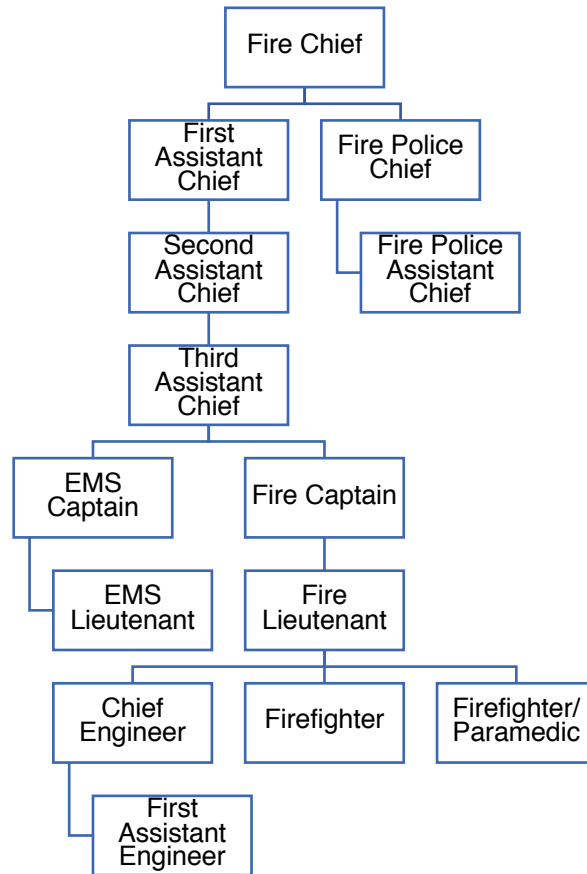 Fire Chief
First
Assistant
Chief
Fire Police
Chief
Second
Assistant
Chief
Fire Police
Assistant
Chief
Third
Assistant
Chief
EMS
Captain
Fire Captain
EMS
Lieutenant
Fire
Lieutenant
Chief
Engineer
Firefighter
Firefighter/
Paramedic
First
Assistant
Engineer